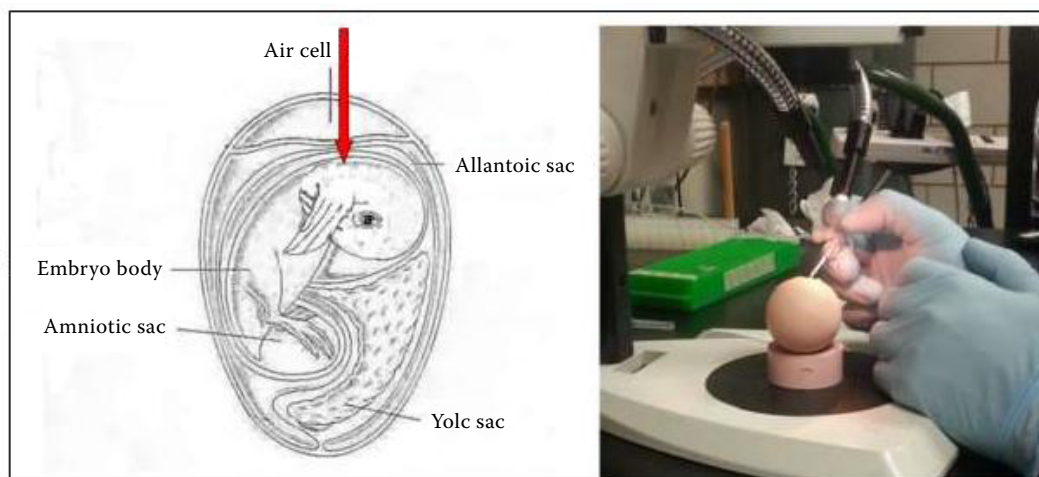 Air cell
Allantoic sac
Embryo body
Amniotic sac
Yolc sac